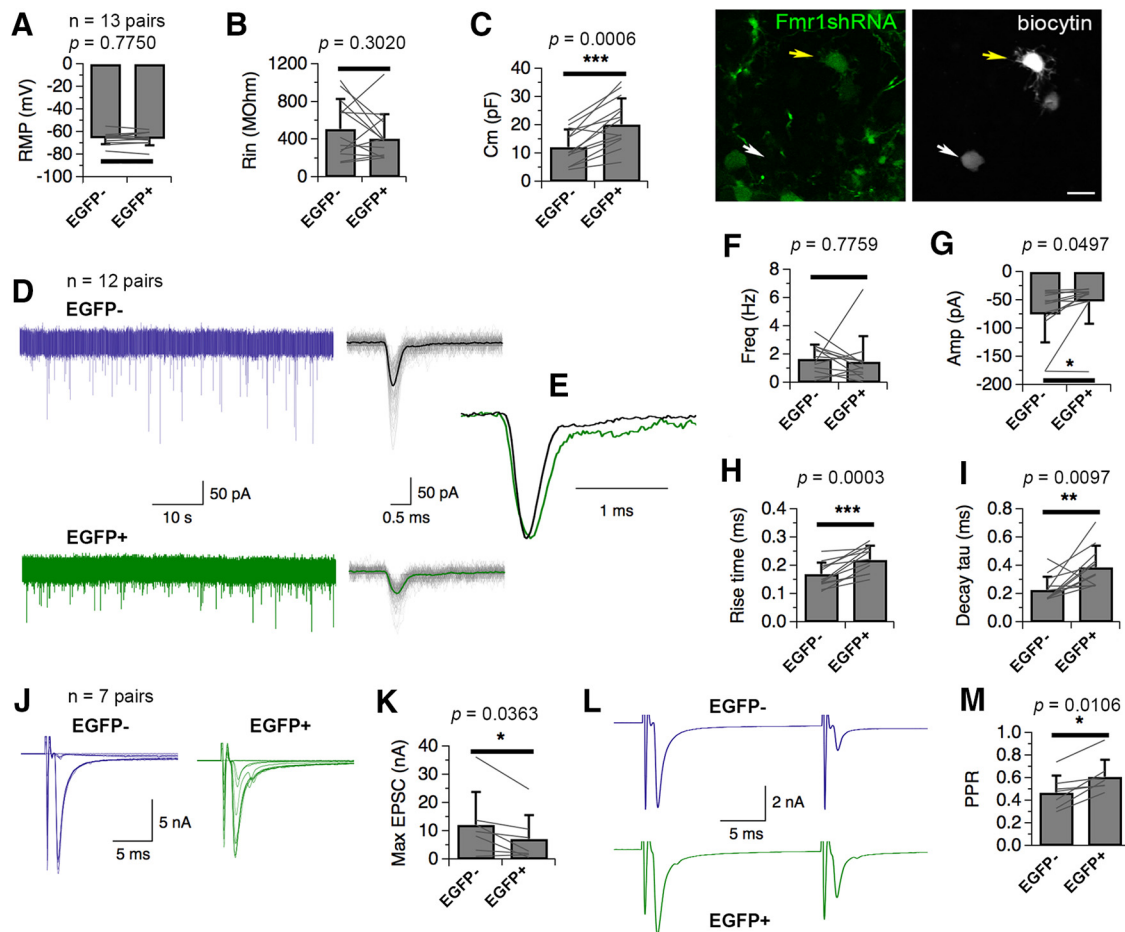 A
n = 13 pairs
p = 0.7750
0
-20
-40
-60
-80
-100
RMP (mV)
EGFP-
EGFP+
B
p = 0.3020
1200
800
400
0
Rin (MOhm)
EGFP-
EGFP+
C
p = 0.0006
***
40
30
20
10
0
Cm (pF)
EGFP-
EGFP+
Fmr1shRNA
biocytin
D
n = 12 pairs
EGFP-
50 pA
10 s
50 pA
0.5 ms
EGFP+
E
1 ms
F
p = 0.7759
8
6
4
2
0
Freq (Hz)
EGFP-
EGFP+
G
p = 0.0497
0
-50
-100
-150
-200
Amp (pA)
*
EGFP-
EGFP+
H
p = 0.0003
***
0.4
0.3
0.2
0.1
0.0
Rise time (ms)
EGFP-
EGFP+
I
p = 0.0097
**
0.8
0.6
0.4
0.2
0.0
Decay tau (ms)
EGFP-
EGFP+
J
n = 7 pairs
EGFP-
EGFP+
5 nA
5 ms
K
p = 0.0363
*
40
30
20
10
0
Max EPSC (nA)
EGFP-
EGFP+
L
EGFP-
2 nA
5 ms
EGFP+
M
p = 0.0106
*
1.0
0.8
0.6
0.4
0.2
0.0
PPR
EGFP-
EGFP+